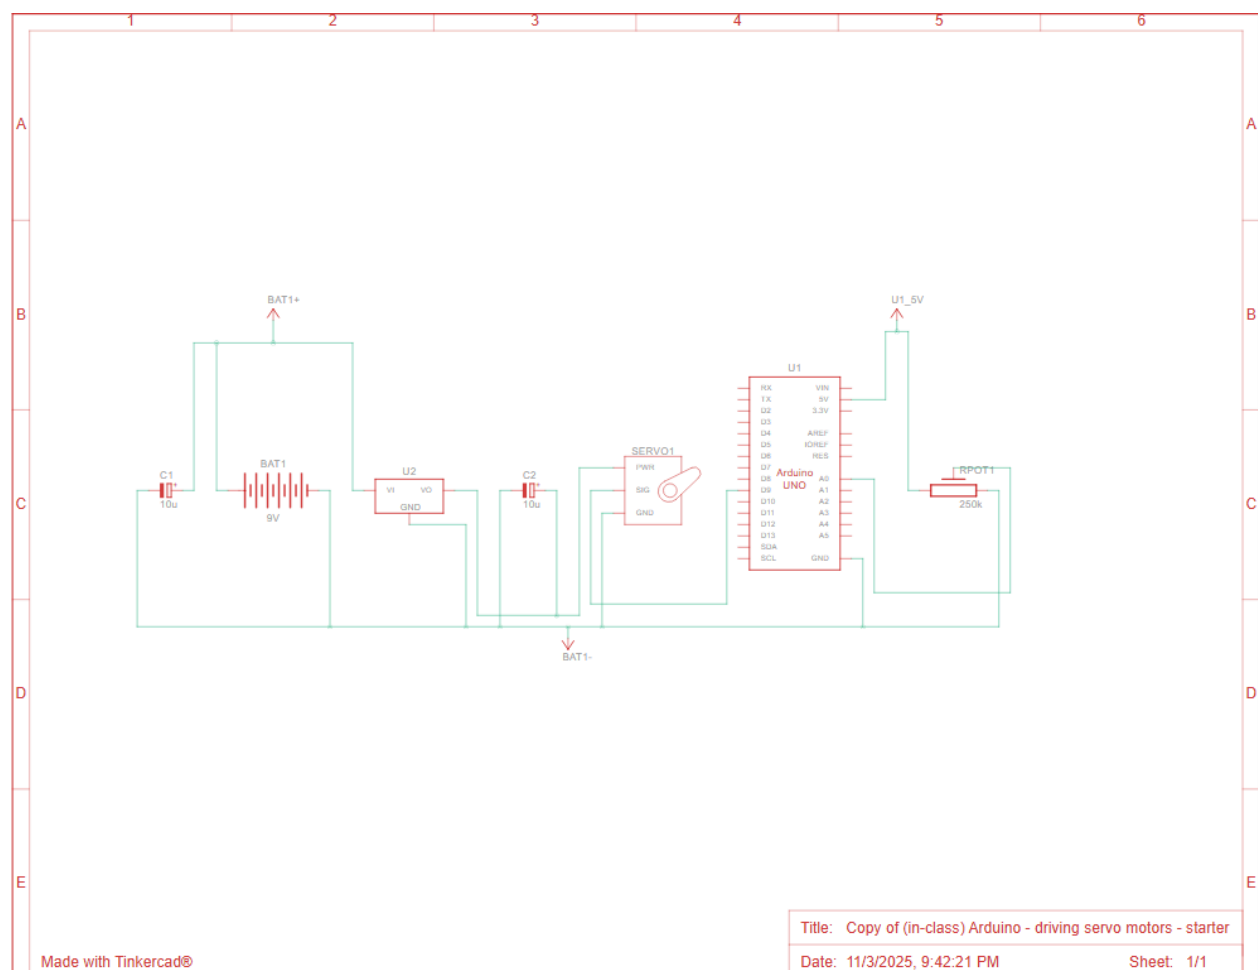 1 2 3 4 5 6
A A
BAT1+ U1_5V
B B
U1
RX VIN
TX 5V
D2 3.3V
D3
D4 AREF
D5 IOREF
D6 RES
D7
D8 A0
D9 A1
D10 A2
D11 A3
D12 A4
D13 A5
SDA
SCL GND
Arduino
UNO
SERVO1
PWR
SIG
GND
C1
+
10u
BAT1
9V
U2
VI VO
GND
C2
+
10u
RPOT1
250k
C C
BAT1-
D D
E E
Title: Copy of (in-class) Arduino - driving servo motors - starter
Made with Tinkercad®
Date: 11/3/2025, 9:42:21 PM Sheet: 1/1